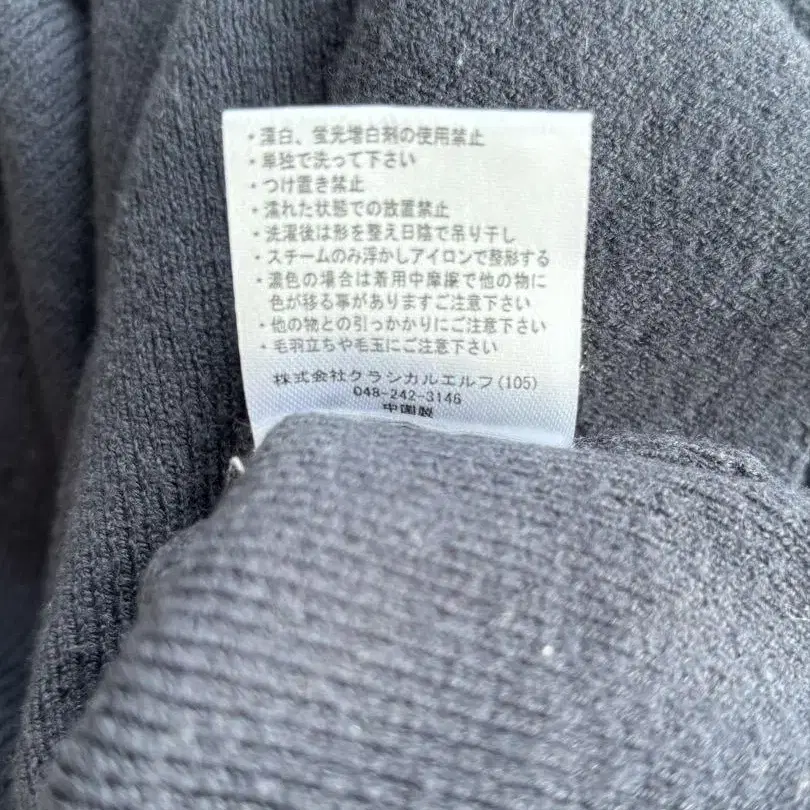 ・漂白、蛍光増白剤の使用禁止
・単独で洗って下さい
・つけ置き禁止
・濡れた状態での放置禁止
・洗濯後は形を整え日陰で吊り干し
・スチームのみ浮かしアイロンで整形する
・濃色の場合は着用中摩擦で他の物に
色が移る事がありますご注意下さい
・他の物との引っかかりにご注意下さい
・毛羽立ちや毛玉にご注意下さい
株式会社クラシカルエルフ(105)
048-242-3146
中国製